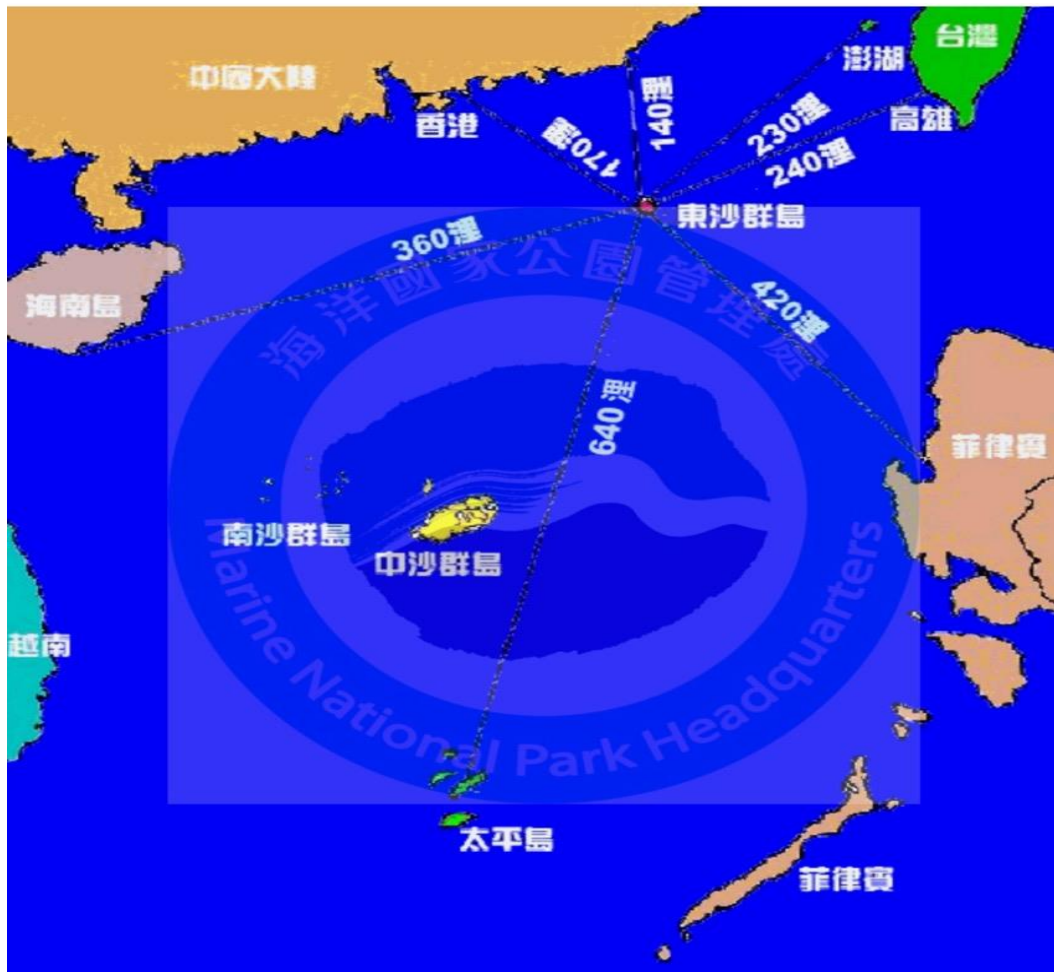 台灣
中國大陸
澎湖
香港
高雄
140浬
170浬
230浬
240浬
東沙群島
360浬
海洋國家公園管理處
海南島
420浬
640浬
菲律賓
南沙群島
中沙群島
越南
Marine National Park Headquarters
太平島
菲律賓